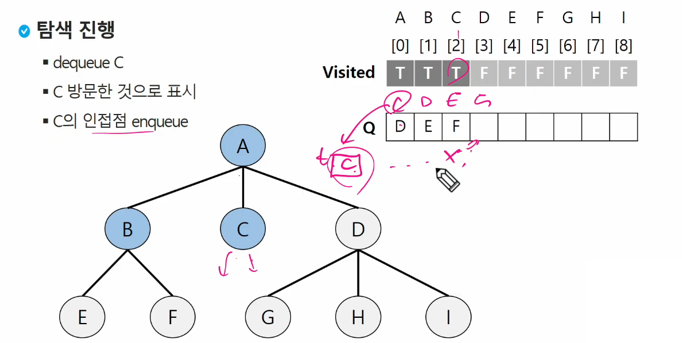 탐색 진행
dequeue C
C 방문한 것으로 표시
C의 인접점 enqueue
A B C D E F G H I
[0] [1] [2] [3] [4] [5] [6] [7] [8]
Visited T T T F F F F F F
C D E G
Q D E F
t C
A
B C D
E F G H I